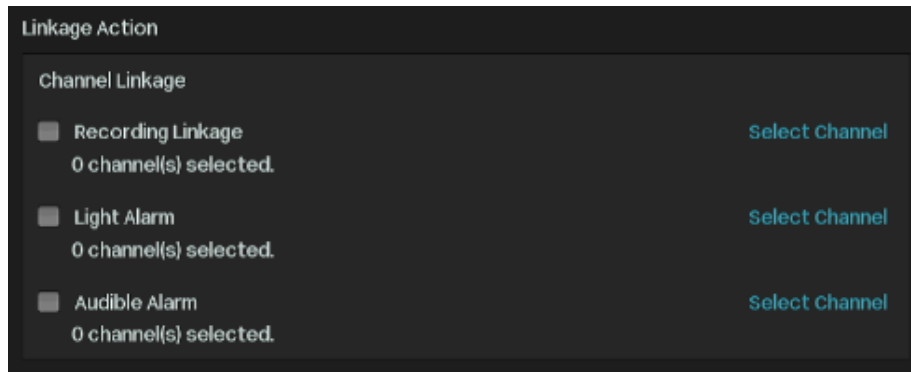 Linkage Action
Channel Linkage
Recording Linkage Select Channel
0 channel(s) selected.
Light Alarm Select Channel
0 channel(s) selected.
Audible Alarm Select Channel
0 channel(s) selected.